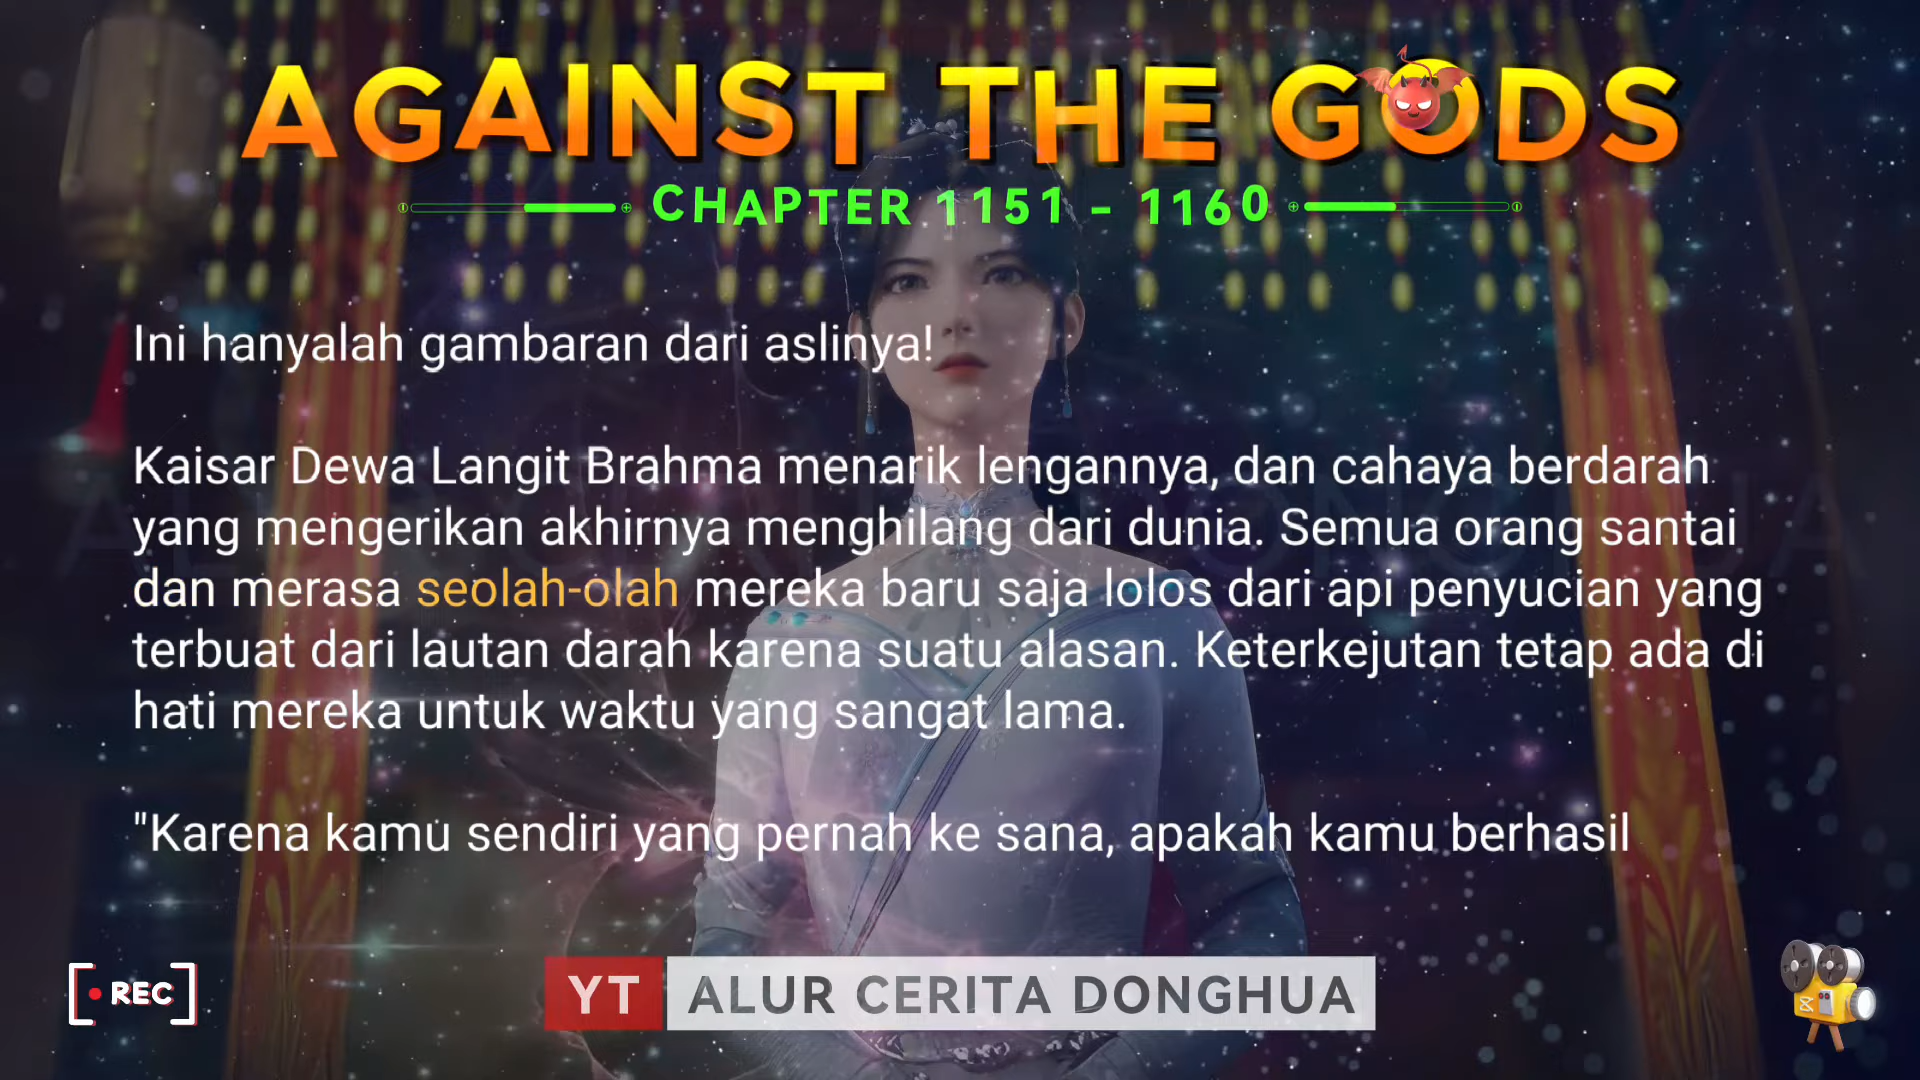 AGAINST THE GODS
CHAPTER 1151 - 1160
Ini hanyalah gambaran dari aslinya!
Kaisar Dewa Langit Brahma menarik lengannya, dan cahaya berdarah
yang mengerikan akhirnya menghilang dari dunia. Semua orang santai
dan merasa seolah-olah mereka baru saja lolos dari api penyucian yang
terbuat dari lautan darah karena suatu alasan. Keterkejutan tetap ada di
hati mereka untuk waktu yang sangat lama.
"Karena kamu sendiri yang pernah ke sana, apakah kamu berhasil
REC
YT ALUR CERITA DONGHUA